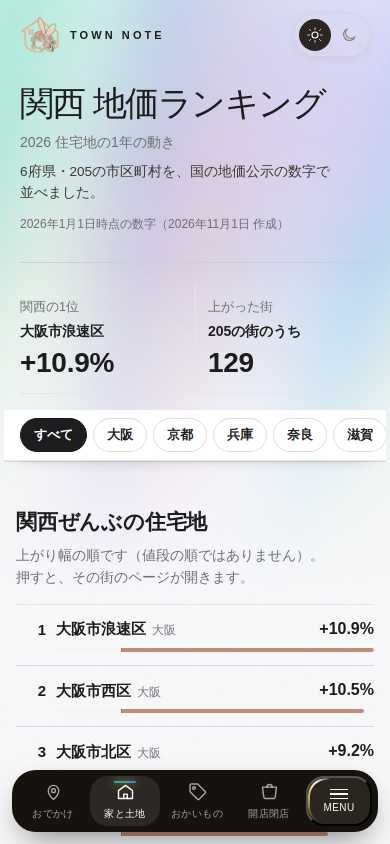 TOWN NOTE
関西 地価ランキング
2026 住宅地の1年の動き
6府県・205の市区町村を、国の地価公示の数字で
並べました。
2026年1月1日時点の数字（2026年11月1日 作成）
関西の1位
大阪市浪速区
+10.9%
上がった街
205の街のうち
129
すべて 大阪 京都 兵庫 奈良 滋賀
関西ぜんぶの住宅地
上がり幅の順です（値段の順ではありません）。
押すと、その街のページが開きます。
1 大阪市浪速区 大阪 +10.9%
2 大阪市西区 大阪 +10.5%
3 大阪市北区 大阪 +9.2%
おでかけ 家と土地 おかいもの 開店閉店 MENU